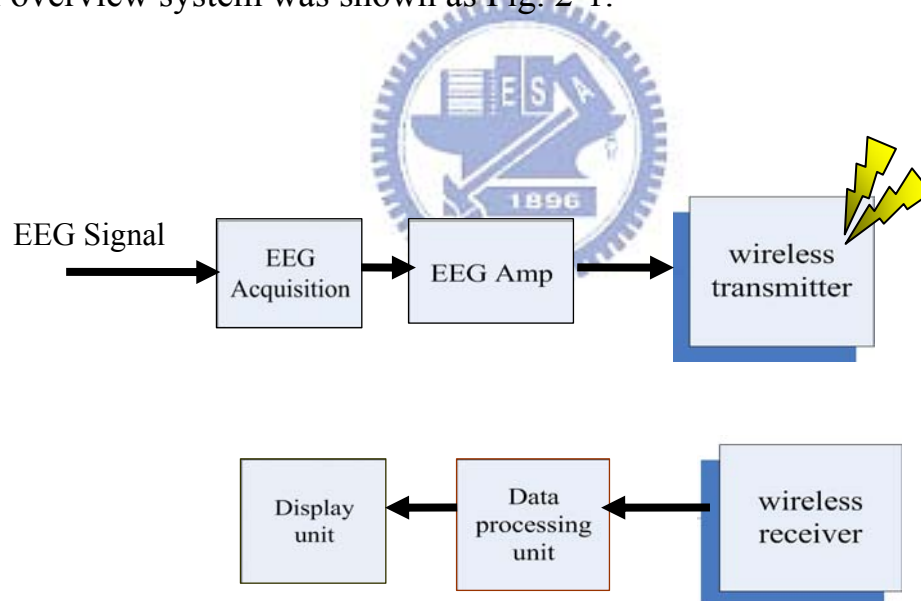 overview system was shown as Fig. 2-1.
E S A
1896
EEG Signal
EEG
Acquisition
EEG Amp
wireless
transmitter
Display
unit
Data
processing
unit
wireless
receiver